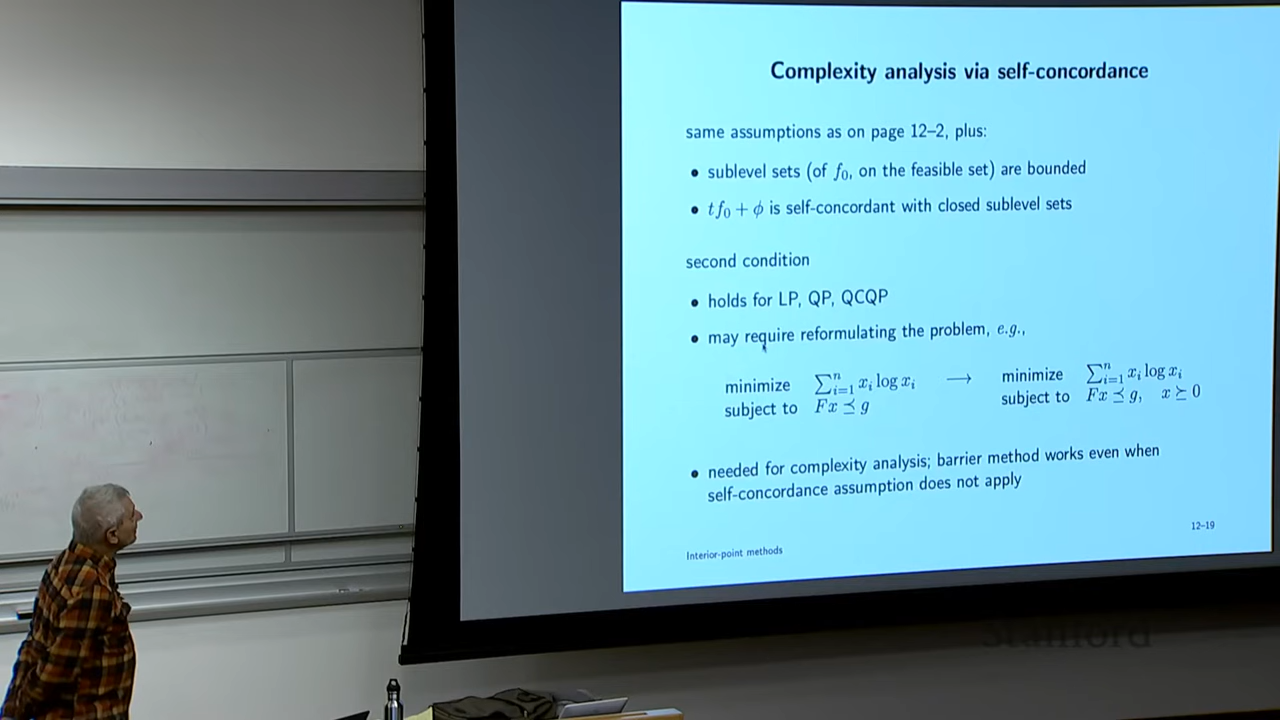 Complexity analysis via self-concordance
same assumptions as on page 12–2, plus:
• sublevel sets (of f₀, on the feasible set) are bounded
• tf₀ + ϕ is self-concordant with closed sublevel sets
second condition
• holds for LP, QP, QCQP
• may require reformulating the problem, e.g.,
minimize ∑ⁿᵢ₌₁ xᵢ log xᵢ ⟶ minimize ∑ⁿᵢ₌₁ xᵢ log xᵢ
subject to Fx ⪯ g subject to Fx ⪯ g, x ⪰ 0
• needed for complexity analysis; barrier method works even when
self-concordance assumption does not apply
Interior-point methods 12–19
Stanford